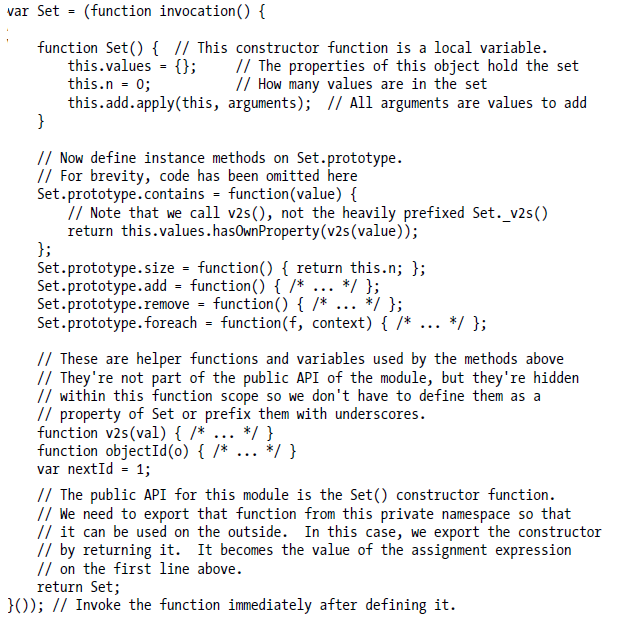 var Set = (function invocation() {
function Set() { // This constructor function is a local variable.
this.values = {}; // The properties of this object hold the set
this.n = 0; // How many values are in the set
this.add.apply(this, arguments); // All arguments are values to add
}
// Now define instance methods on Set.prototype.
// For brevity, code has been omitted here
Set.prototype.contains = function(value) {
// Note that we call v2s(), not the heavily prefixed Set._v2s()
return this.values.hasOwnProperty(v2s(value));
};
Set.prototype.size = function() { return this.n; };
Set.prototype.add = function() { /* ... */ };
Set.prototype.remove = function() { /* ... */ };
Set.prototype.foreach = function(f, context) { /* ... */ };
// These are helper functions and variables used by the methods above
// They're not part of the public API of the module, but they're hidden
// within this function scope so we don't have to define them as a
// property of Set or prefix them with underscores.
function v2s(val) { /* ... */ }
function objectId(o) { /* ... */ }
var nextId = 1;
// The public API for this module is the Set() constructor function.
// We need to export that function from this private namespace so that
// it can be used on the outside. In this case, we export the constructor
// by returning it. It becomes the value of the assignment expression
// on the first line above.
return Set;
}()); // Invoke the function immediately after defining it.